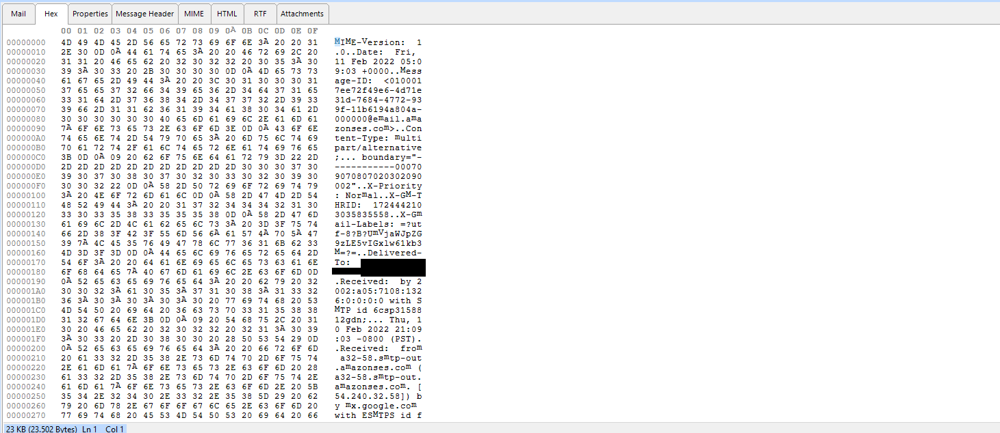 Mail Hex Properties Message Header MIME HTML RTF Attachments
00 01 02 03 04 05 06 07 08 09 0A 0B 0C 0D 0E 0F
00000000 4D 49 4D 45 2D 56 65 72 73 69 6F 6E 3A 20 20 31 MIME-Version:  1
00000010 2E 30 0D 0A 44 61 74 65 3A 20 20 46 72 69 2C 20 .0..Date:  Fri,
00000020 31 31 20 46 65 62 20 32 30 32 32 20 30 35 3A 30 11 Feb 2022 05:0
00000030 39 3A 30 33 20 2B 30 30 30 30 0D 0A 4D 65 73 73 9:03 +0000..Mess
00000040 61 67 65 2D 49 44 3A 20 20 3C 30 31 30 30 30 31 age-ID:  <010001
00000050 37 65 65 37 32 66 34 39 65 36 2D 34 64 37 31 65 7ee72f49e6-4d71e
00000060 33 31 64 2D 37 36 38 34 2D 34 37 37 32 2D 39 33 31d-7684-4772-93
00000070 39 66 2D 31 31 62 36 31 39 34 61 38 30 34 61 2D 9f-11b6194a804a-
00000080 30 30 30 30 30 30 40 65 6D 61 69 6C 2E 61 6D 61 000000@email.ama
00000090 7A 6F 6E 73 65 73 2E 63 6F 6D 3E 0D 0A 43 6F 6E zonses.com>..Con
000000A0 74 65 6E 74 2D 54 79 70 65 3A 20 6D 75 6C 74 69 tent-Type: multi
000000B0 70 61 72 74 2F 61 6C 74 65 72 6E 61 74 69 76 65 part/alternative
000000C0 3B 0D 0A 09 20 62 6F 75 6E 64 61 72 79 3D 22 2D ;... boundary="-
000000D0 2D 2D 2D 2D 2D 2D 2D 2D 2D 2D 2D 30 30 30 37 30 -----------00070
000000E0 39 30 37 30 38 30 37 30 32 30 33 30 32 30 39 30 9070807020302090
000000F0 30 30 32 22 0D 0A 58 2D 50 72 69 6F 72 69 74 79 002"..X-Priority
00000100 3A 20 4E 6F 72 6D 61 6C 0D 0A 58 2D 47 4D 2D 54 : Normal..X-GM-T
00000110 48 52 49 44 3A 20 20 31 37 32 34 34 34 32 31 30 HRID:  172444210
00000120 33 30 33 35 38 33 35 35 35 38 0D 0A 58 2D 47 6D 3035835558..X-Gm
00000130 61 69 6C 2D 4C 61 62 65 6C 73 3A 20 3D 3F 75 74 ail-Labels: =?ut
00000140 66 2D 38 3F 42 3F 55 6D 56 6A 61 57 4A 70 5A 47 f-8?B?UmVjaWJpZG
00000150 39 7A 4C 45 35 76 49 47 78 6C 77 36 31 6B 62 33 9zLE5vIGxlw61kb3
00000160 4D 3D 3F 3D 0D 0A 44 65 6C 69 76 65 72 65 64 2D M=?=..Delivered-
00000170 54 6F 3A 20 20 64 61 6E 69 65 6C 65 73 63 61 6E To:
00000180 6F 68 64 65 7A 40 67 6D 61 69 6C 2E 63 6F 6D 0D
00000190 0A 52 65 63 65 69 76 65 64 3A 20 20 62 79 20 32 .Received:  by 2
000001A0 30 30 32 3A 61 30 35 3A 37 31 30 38 3A 31 33 32 002:a05:7108:132
000001B0 36 3A 30 3A 30 3A 30 3A 30 20 77 69 74 68 20 53 6:0:0:0:0 with S
000001C0 4D 54 50 20 69 64 20 36 63 73 70 33 31 35 38 38 MTP id 6csp31588
000001D0 31 32 67 64 6E 3B 0D 0A 09 20 54 68 75 2C 20 31 12gdn;... Thu, 1
000001E0 30 20 46 65 62 20 32 30 32 32 20 32 31 3A 30 39 0 Feb 2022 21:09
000001F0 3A 30 33 20 2D 30 38 30 30 20 28 50 53 54 29 0D :03 -0800 (PST).
00000200 0A 52 65 63 65 69 76 65 64 3A 20 20 66 72 6F 6D .Received:  from
00000210 20 61 33 32 2D 35 38 2E 73 6D 74 70 2D 6F 75 74  a32-58.smtp-out
00000220 2E 61 6D 61 7A 6F 6E 73 65 73 2E 63 6F 6D 20 28 .amazonses.com (
00000230 61 33 32 2D 35 38 2E 73 6D 74 70 2D 6F 75 74 2E a32-58.smtp-out.
00000240 61 6D 61 7A 6F 6E 73 65 73 2E 63 6F 6D 2E 20 5B amazonses.com. [
00000250 35 34 2E 32 34 30 2E 33 32 2E 35 38 5D 29 20 62 54.240.32.58]) b
00000260 79 20 6D 78 2E 67 6F 6F 67 6C 65 2E 63 6F 6D 20 y mx.google.com
00000270 77 69 74 68 20 45 53 4D 54 50 53 20 69 64 20 66 with ESMTPS id f
23 KB (23.502 Bytes) Ln 1 Col 1